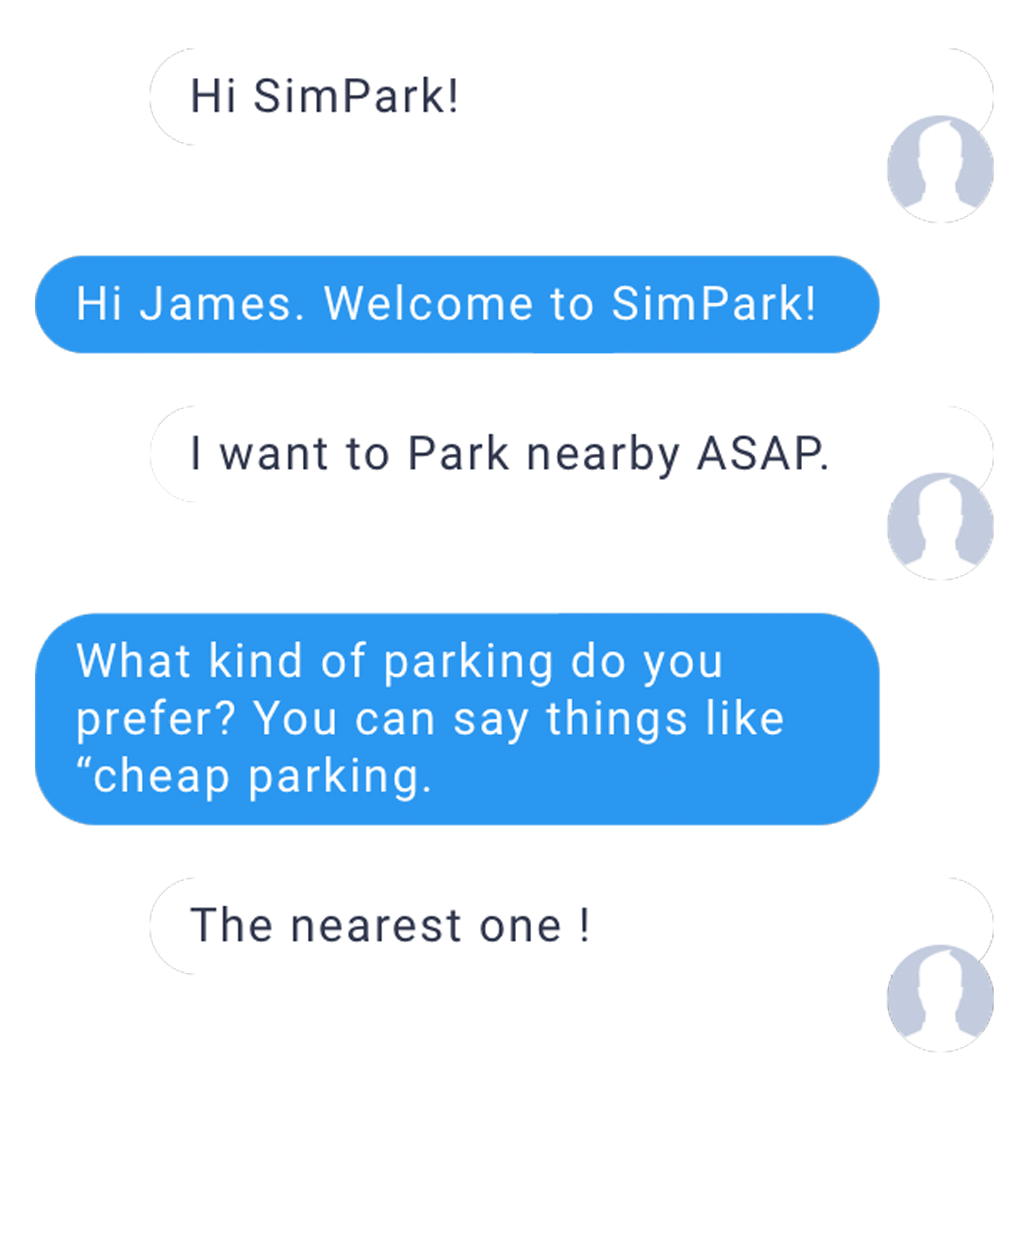 Hi SimPark!
Hi James. Welcome to SimPark!
I want to Park nearby ASAP.
What kind of parking do you
prefer? You can say things like
“cheap parking.
The nearest one !